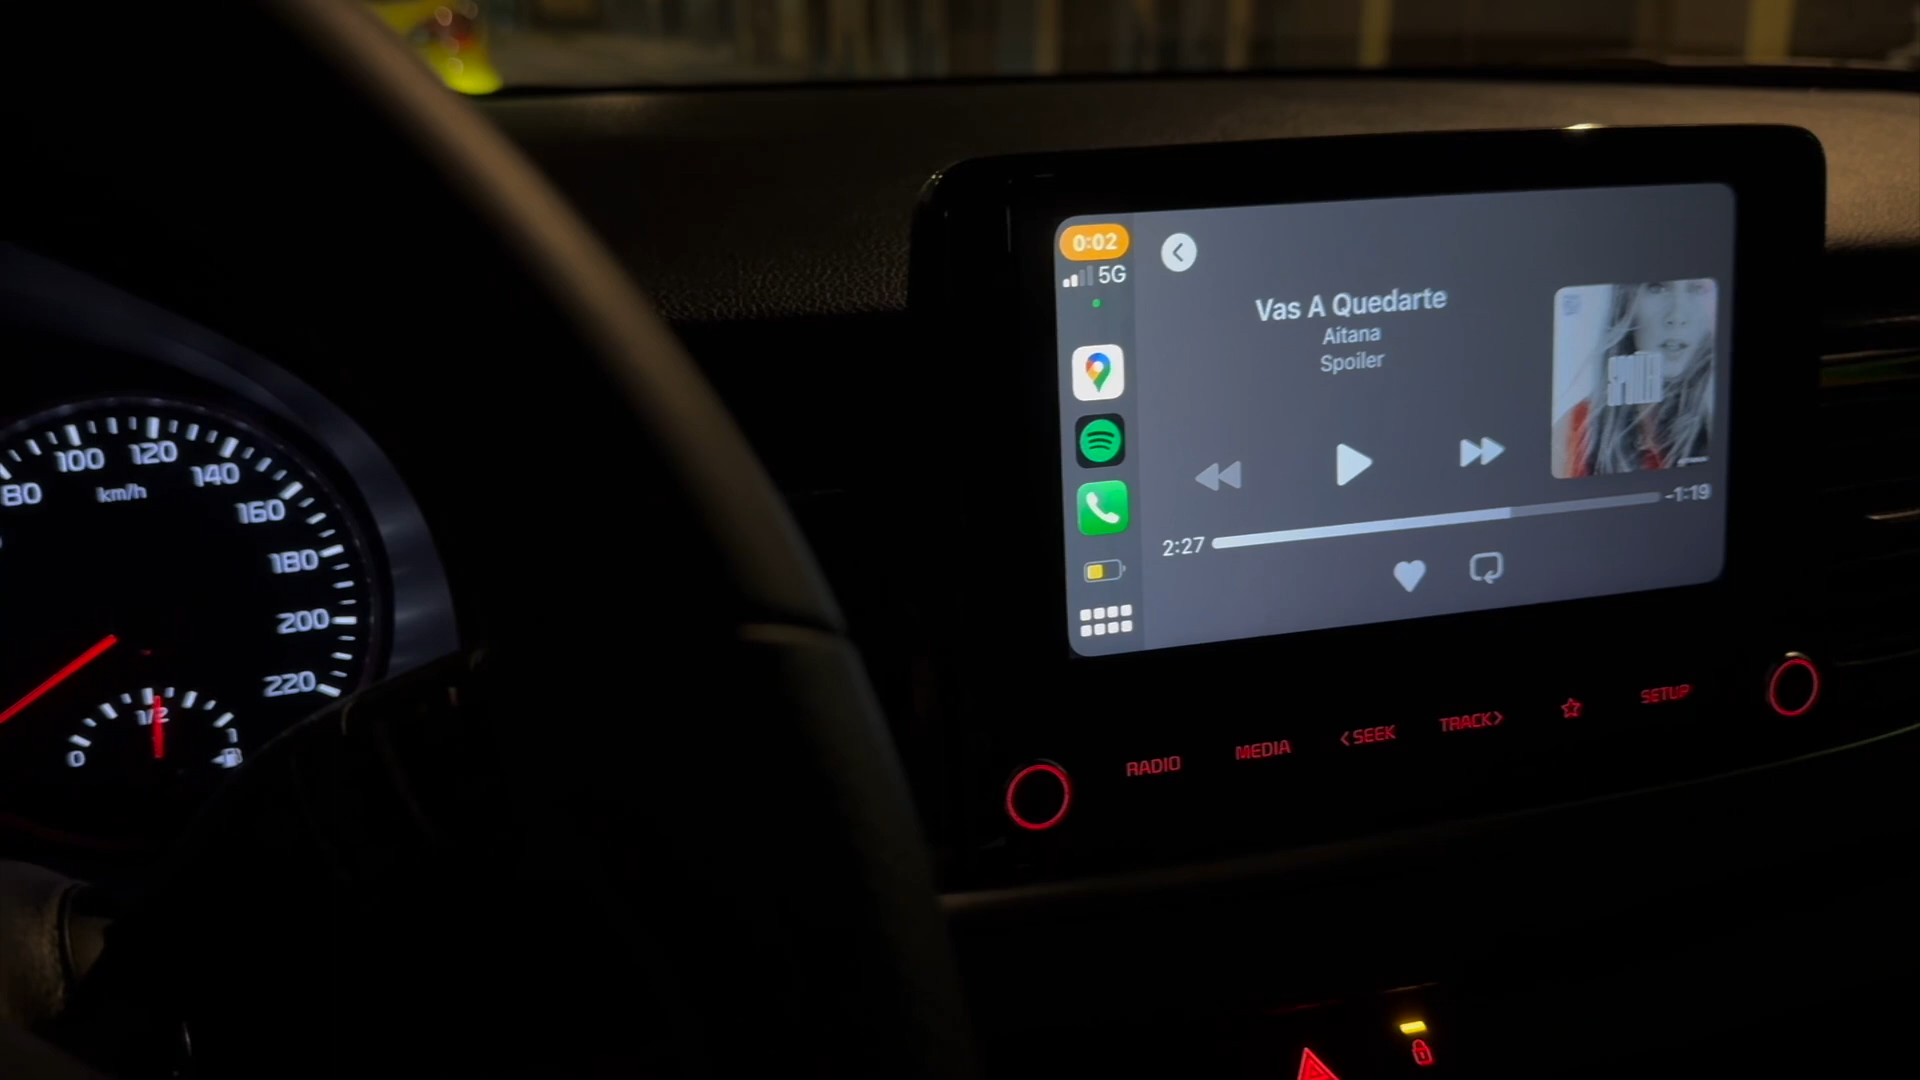 0:02
5G
Vas A Quedarte
Aitana
Spoiler
2:27
-1:19
80
100
120
140
160
180
200
220
km/h
0
1/2
RADIO
MEDIA
<SEEK
TRACK>
SETUP